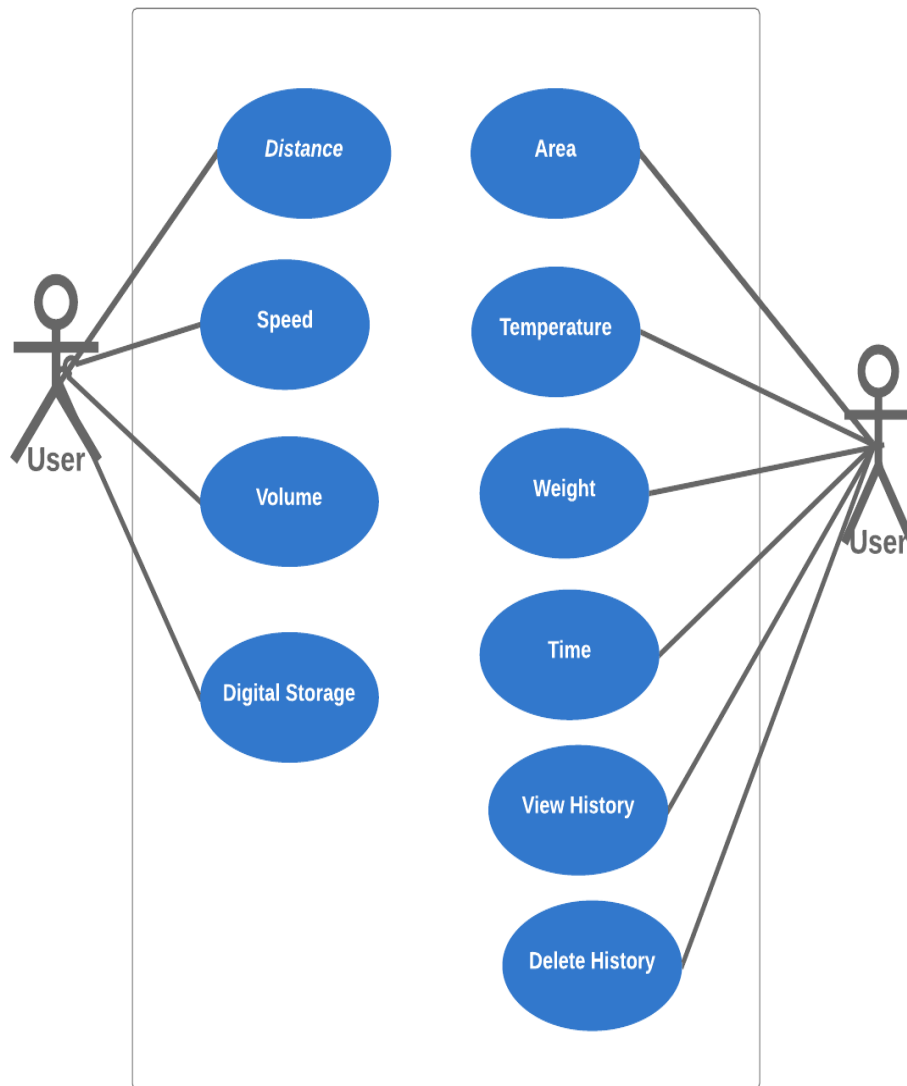 Distance
Area
Speed
Temperature
User
Volume
Weight
User
Digital Storage
Time
View History
Delete History